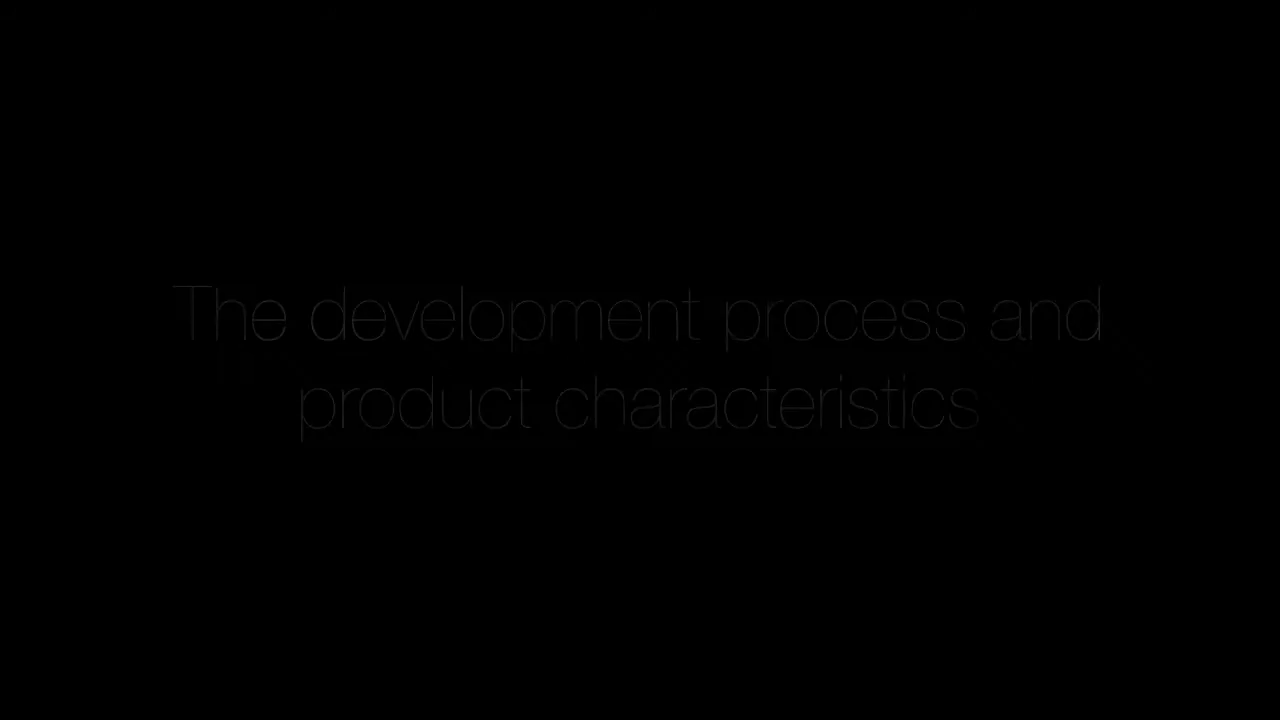 The development process and
product characteristics